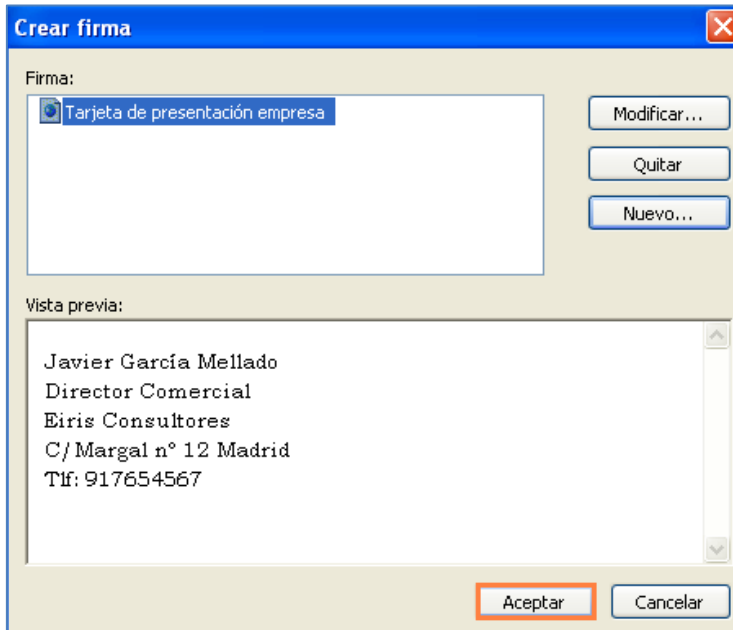 Crear firma
Firma:
Tarjeta de presentación empresa
Modificar...
Quitar
Nuevo...
Vista previa:
Javier García Mellado
Director Comercial
Eiris Consultores
C/ Margal nº 12 Madrid
Tlf: 917654567
Aceptar
Cancelar